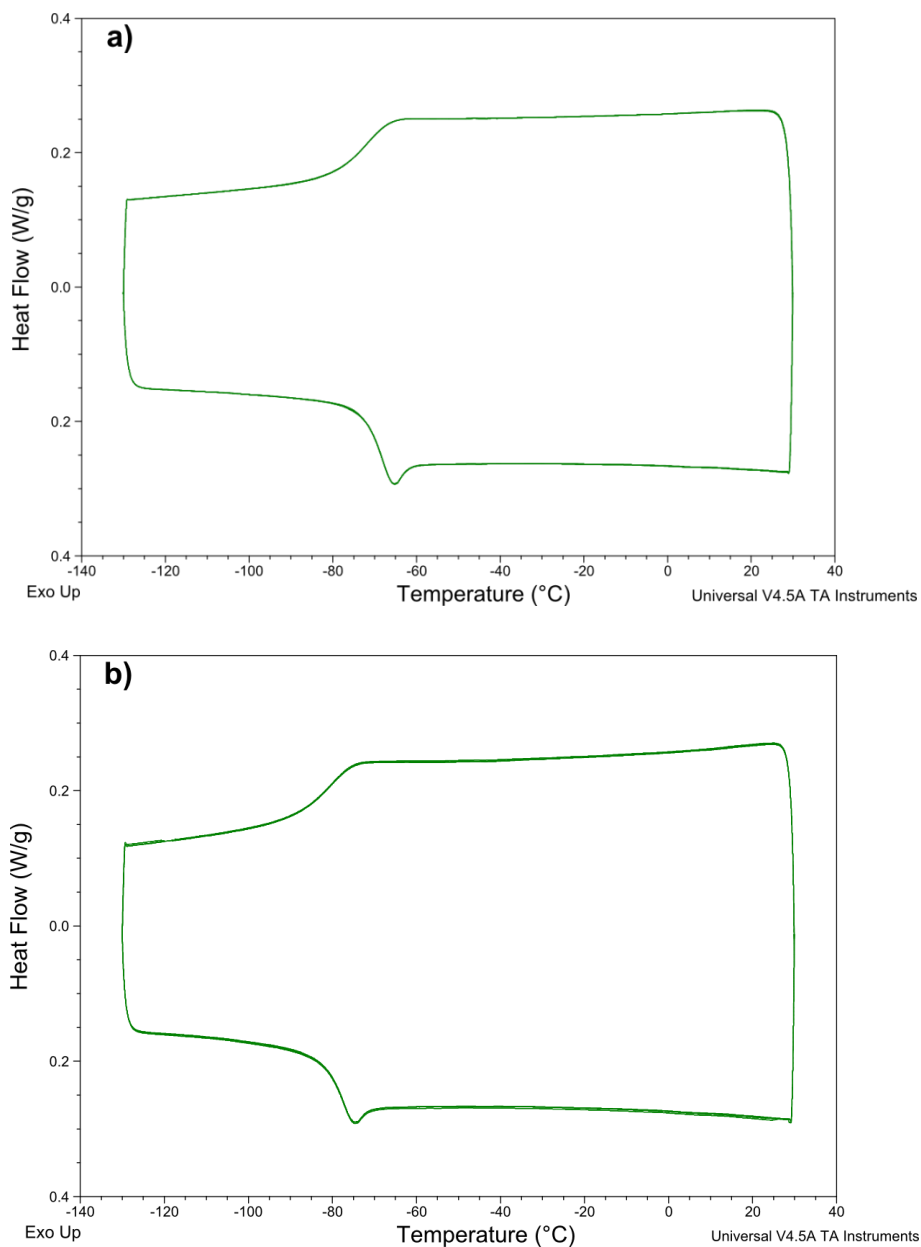 a)
0.4
0.2
0.0
0.2
0.4
Heat Flow (W/g)
-140 -120 -100 -80 -60 -40 -20 0 20 40
Exo Up Temperature (°C) Universal V4.5A TA Instruments
b)
0.4
0.2
0.0
0.2
0.4
Heat Flow (W/g)
-140 -120 -100 -80 -60 -40 -20 0 20 40
Exo Up Temperature (°C) Universal V4.5A TA Instruments